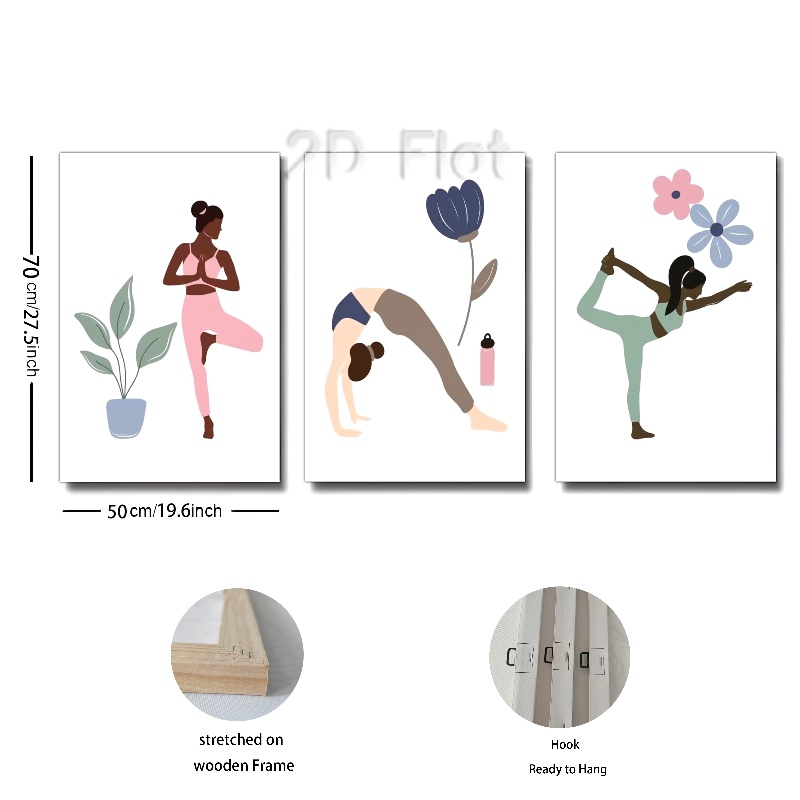 2D Flat
70 cm/27.5inch
50cm/19.6inch
stretched on
wooden Frame
Hook
Ready to Hang